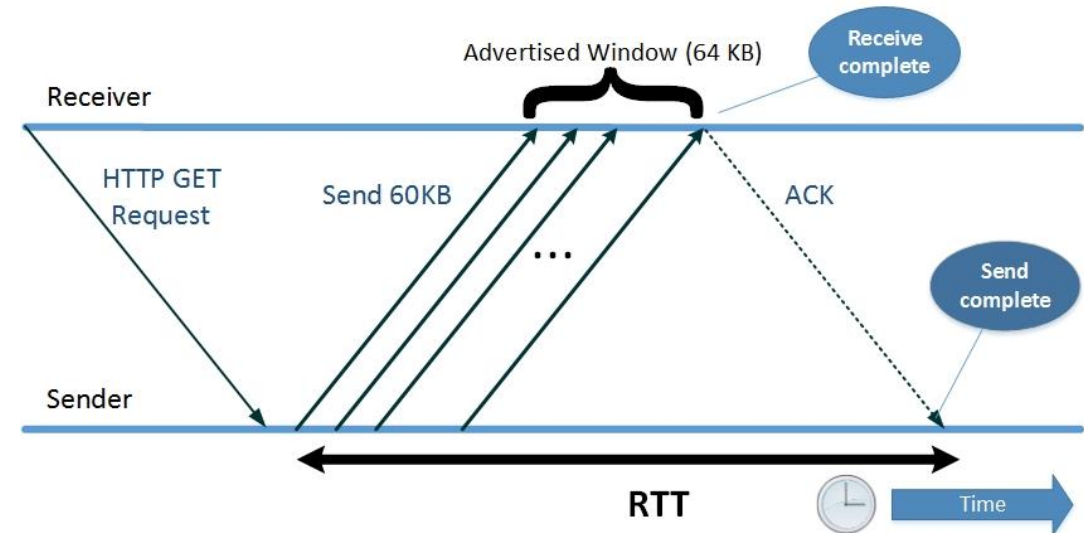 Advertised Window (64 KB)
Receive
complete
Receiver
HTTP GET
Request
Send 60KB
ACK
...
Send
complete
Sender
RTT
Time